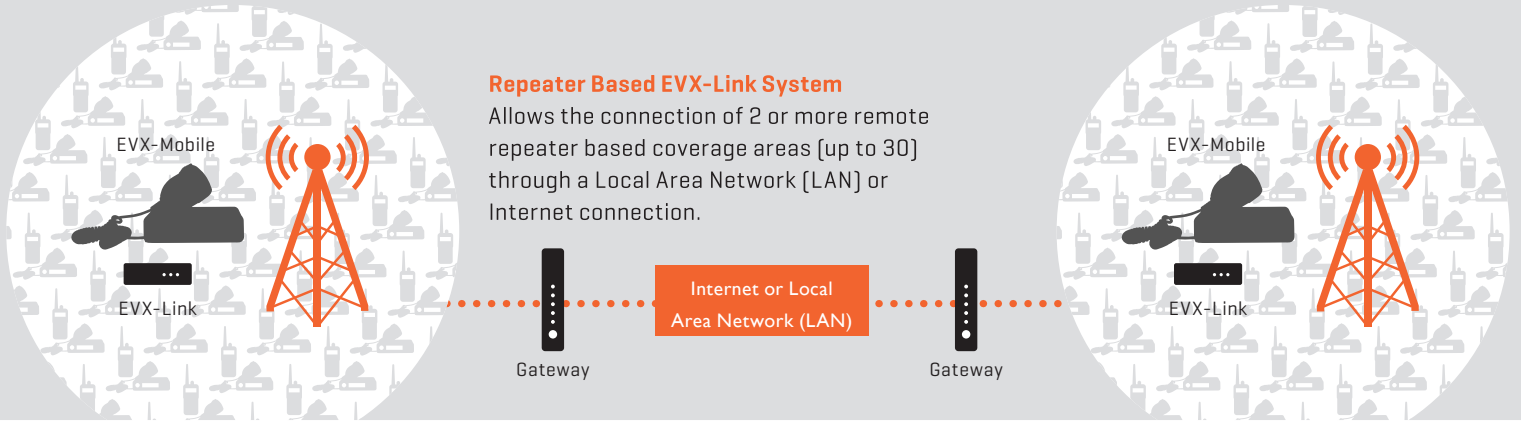 Repeater Based EVX-Link System
Allows the connection of 2 or more remote
repeater based coverage areas (up to 30)
through a Local Area Network (LAN) or
Internet connection.
EVX-Mobile
EVX-Link
Gateway
Internet or Local
Area Network (LAN)
Gateway
EVX-Mobile
EVX-Link